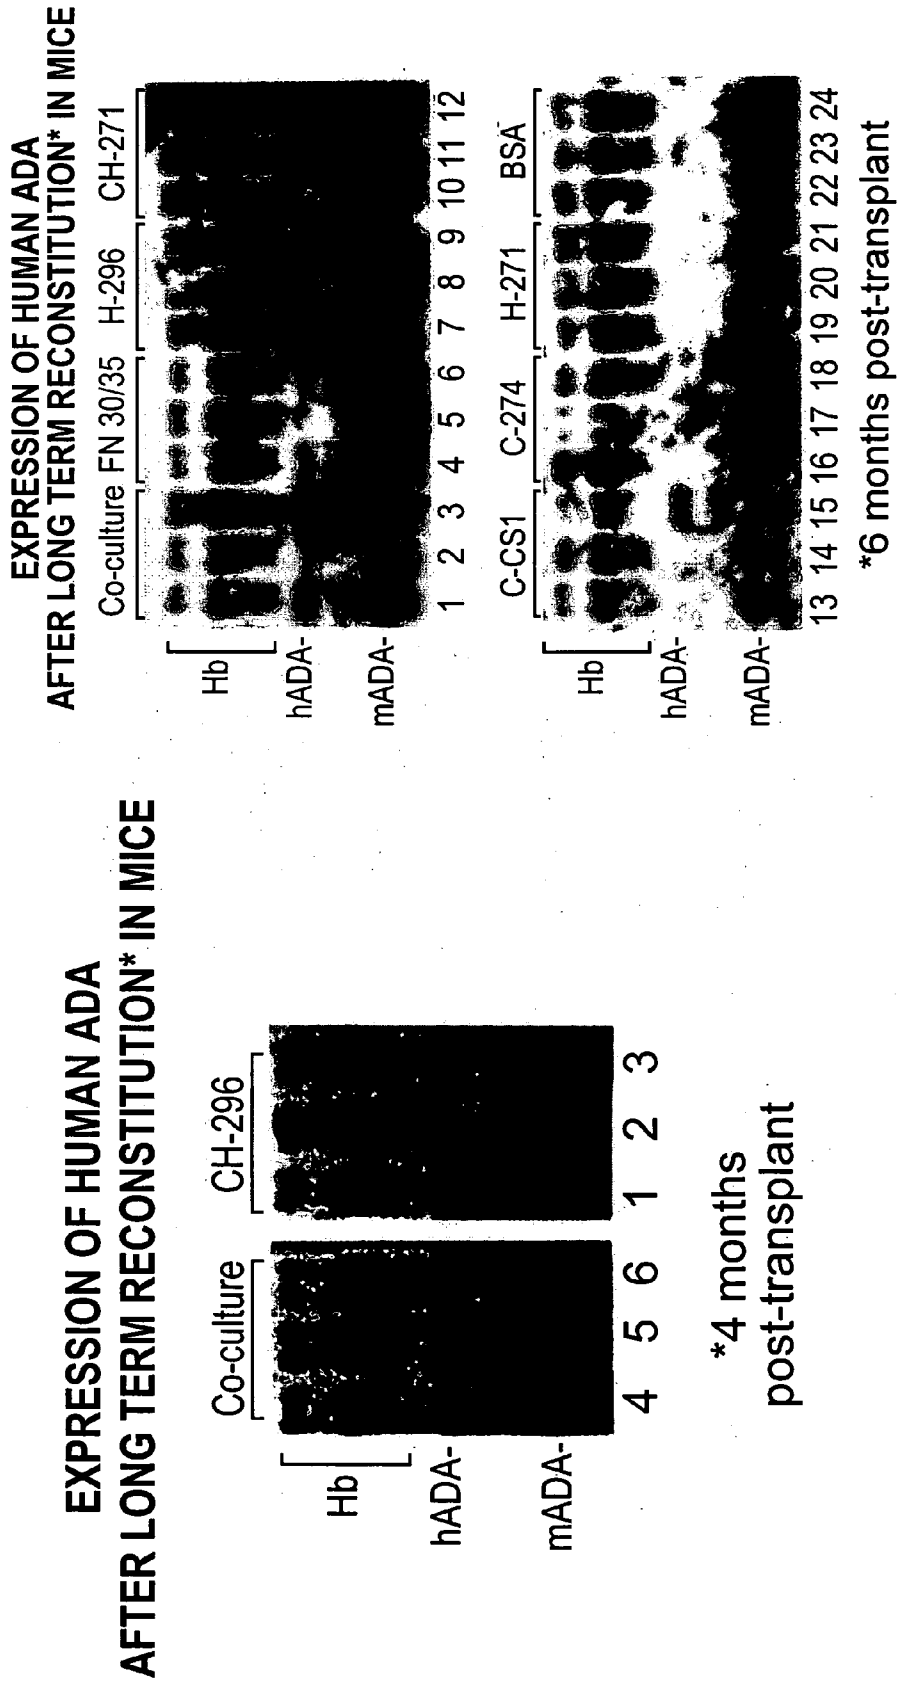 EXPRESSION OF HUMAN ADA
AFTER LONG TERM RECONSTITUTION* IN MICE
Co-culture CH-296
Hb
hADA-
mADA-
4 5 6 1 2 3
*4 months
post-transplant
EXPRESSION OF HUMAN ADA
AFTER LONG TERM RECONSTITUTION* IN MICE
Co-culture FN 30/35 H-296 CH-271
Hb
hADA-
mADA-
1 2 3 4 5 6 7 8 9 10 11 12
C-CS1 C-274 H-271 BSA
Hb
hADA-
mADA-
13 14 15 16 17 18 19 20 21 22 23 24
*6 months post-transplant